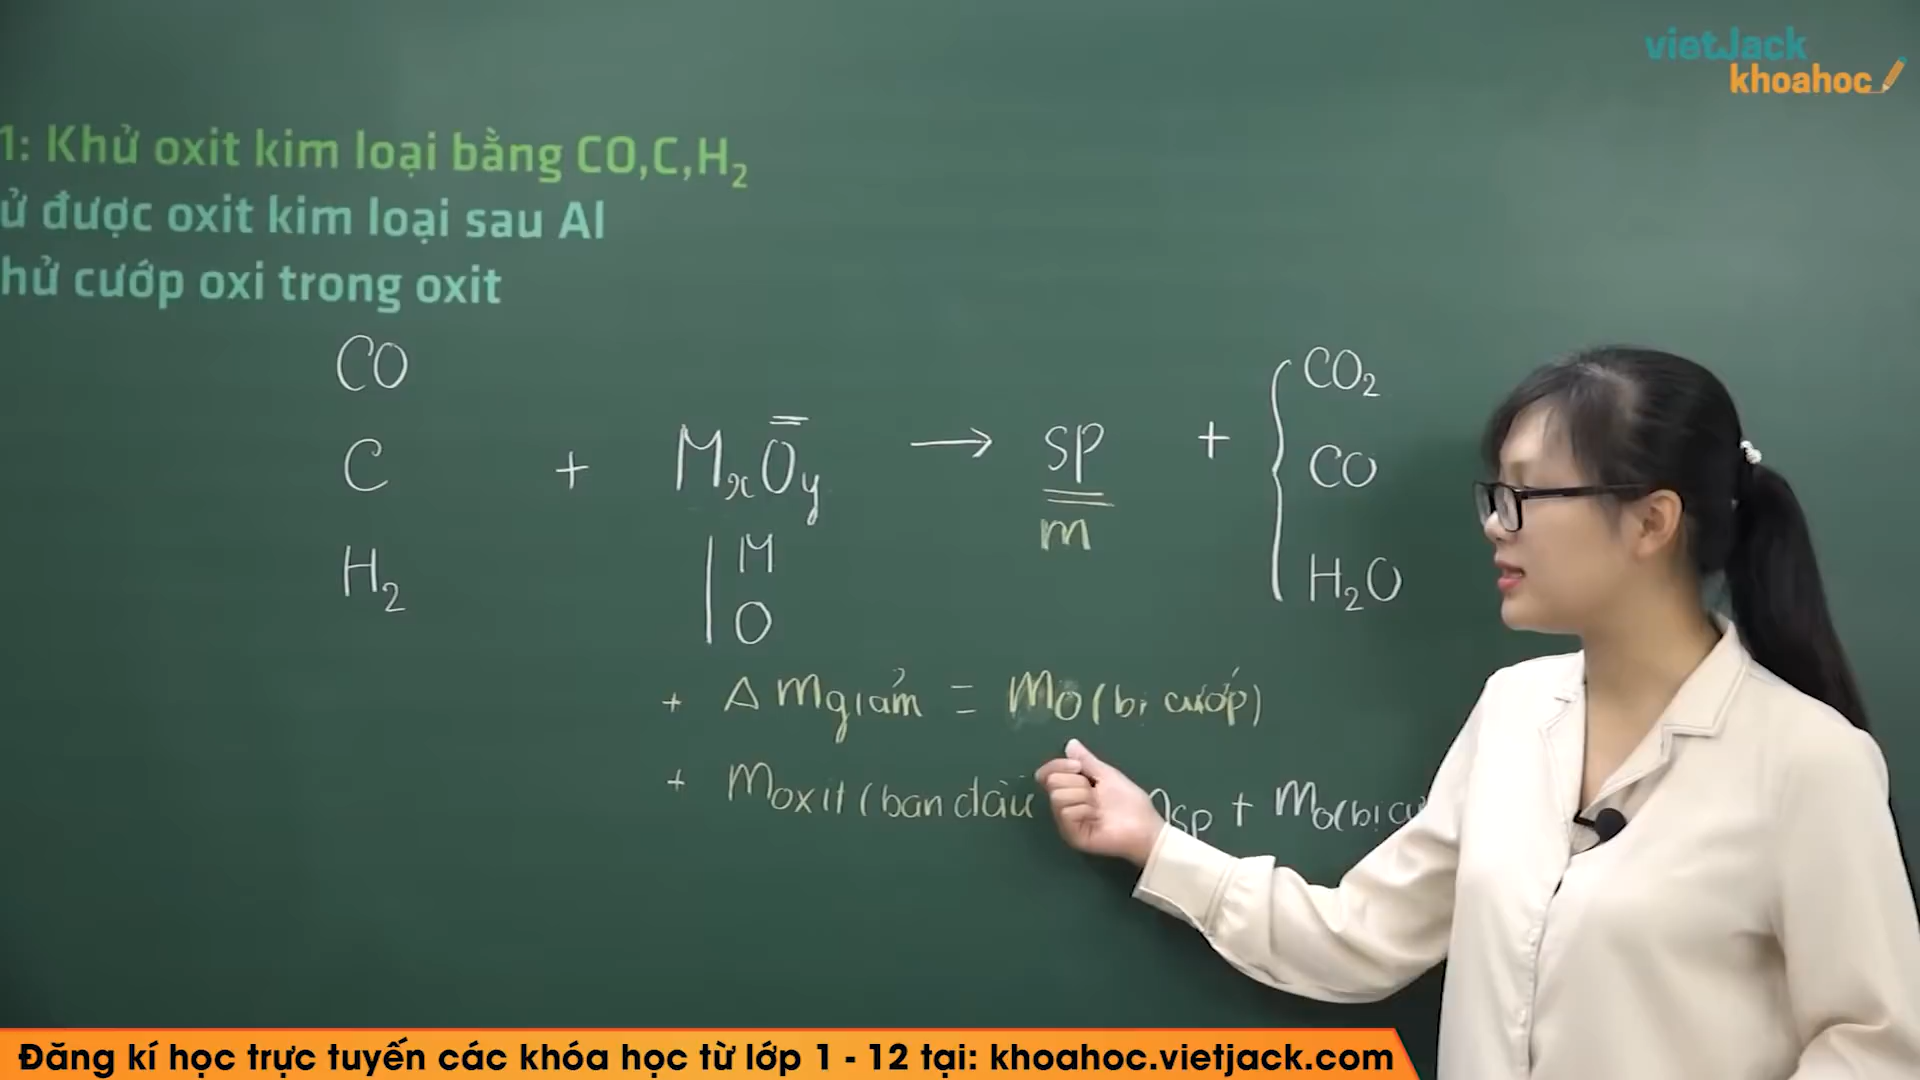 vietJack
khoahoc
1: Khử oxit kim loại bằng CO,C,H₂
ử được oxit kim loại sau Al
hử cướp oxi trong oxit
CO
C
H₂
+ MₓOᵧ → sp + CO₂
CO
H₂O
m
M
O
+ Δ mgiảm = mO (bị cướp)
+ moxit (ban đầu sp + mO(bị
Đăng kí học trực tuyến các khóa học từ lớp 1 - 12 tại: khoahoc.vietjack.com